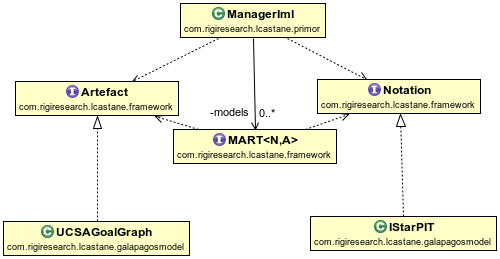 C ManagerIml
com.rigiresearch.lcastane.primor
I Artefact
com.rigiresearch.lcastane.framework
I Notation
com.rigiresearch.lcastane.framework
-models 0..*
I MART<N,A>
com.rigiresearch.lcastane.framework
C UCSAGoalGraph
com.rigiresearch.lcastane.galapagosmodel
C IStarPIT
com.rigiresearch.lcastane.galapagosmodel